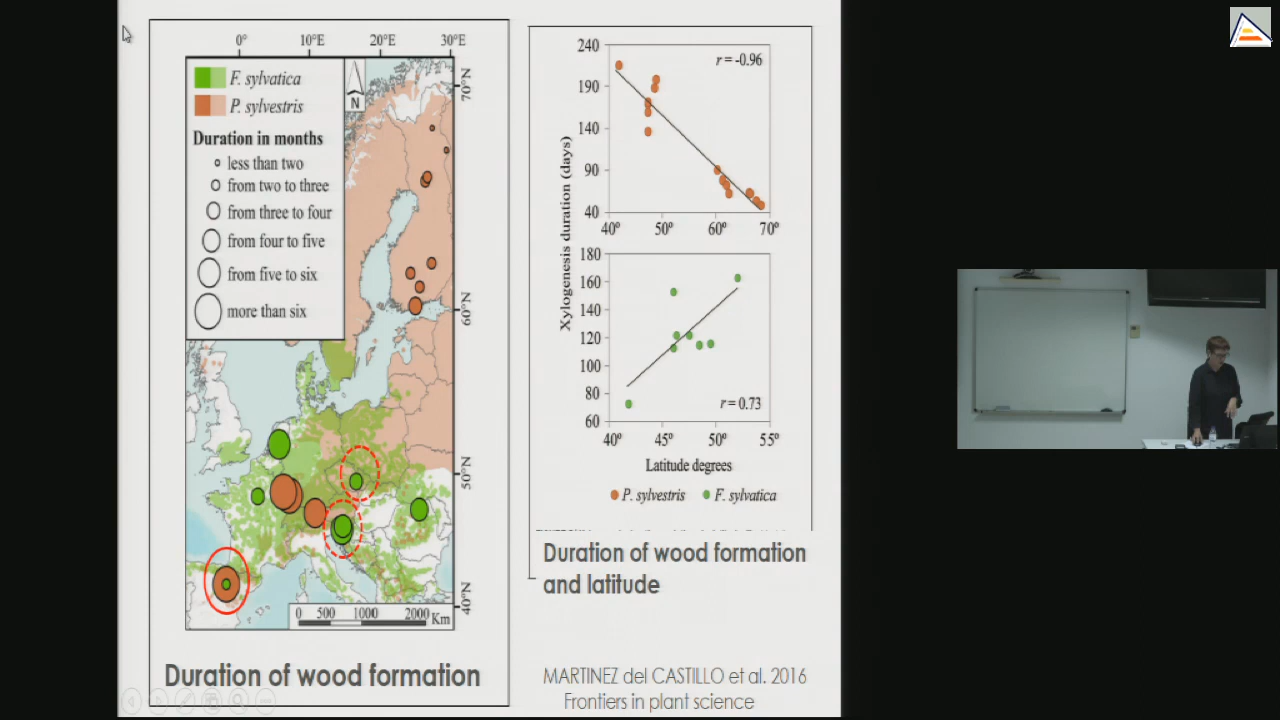 0°
10°E
20°E
30°E
F. sylvatica
P. sylvestris
N
Duration in months
less than two
from two to three
from three to four
from four to five
from five to six
more than six
70°N
60°N
50°N
40°N
0 500 1000 2000 Km
Duration of wood formation
Xylogenesis duration (days)
240
190
140
90
40
r = -0.96
40° 50° 60° 70°
180
160
140
120
100
80
60
r = 0.73
40° 45° 50° 55°
Latitude degrees
P. sylvestris F. sylvatica
Duration of wood formation
and latitude
MARTINEZ del CASTILLO et al. 2016
Frontiers in plant science